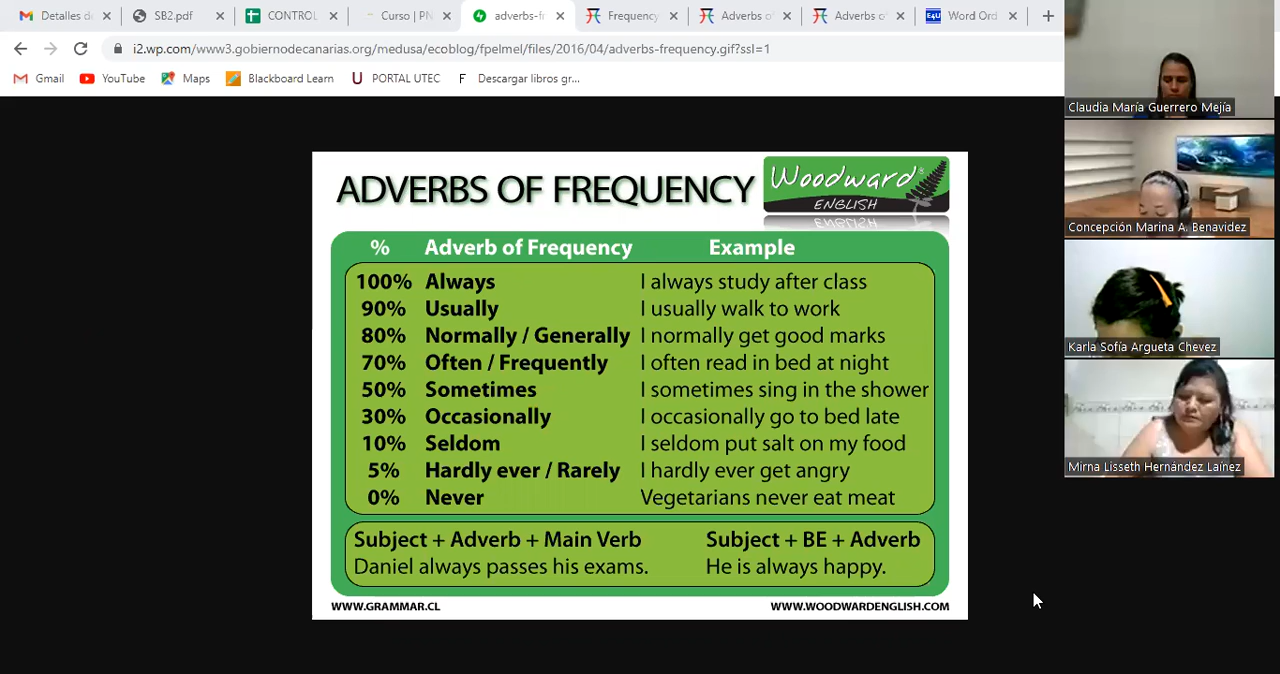 Detalles de
SB2.pdf
CONTROL
Curso | PN
adverbs-fr
Frequency
Adverbs of
Adverbs of
Word Ord
i2.wp.com/www3.gobiernodecanarias.org/medusa/ecoblog/fpelmel/files/2016/04/adverbs-frequency.gif?ssl=1
Gmail
YouTube
Maps
Blackboard Learn
PORTAL UTEC
Descargar libros gr...
ADVERBS OF FREQUENCY
Woodward®
ENGLISH
% Adverb of Frequency Example
100% Always I always study after class
90% Usually I usually walk to work
80% Normally / Generally I normally get good marks
70% Often / Frequently I often read in bed at night
50% Sometimes I sometimes sing in the shower
30% Occasionally I occasionally go to bed late
10% Seldom I seldom put salt on my food
5% Hardly ever / Rarely I hardly ever get angry
0% Never Vegetarians never eat meat
Subject + Adverb + Main Verb
Daniel always passes his exams.
Subject + BE + Adverb
He is always happy.
WWW.GRAMMAR.CL
WWW.WOODWARDENGLISH.COM
Claudia María Guerrero Mejía
Concepción Marina A. Benavidez
Karla Sofía Argueta Chevez
Mirna Lisseth Hernández Laínez